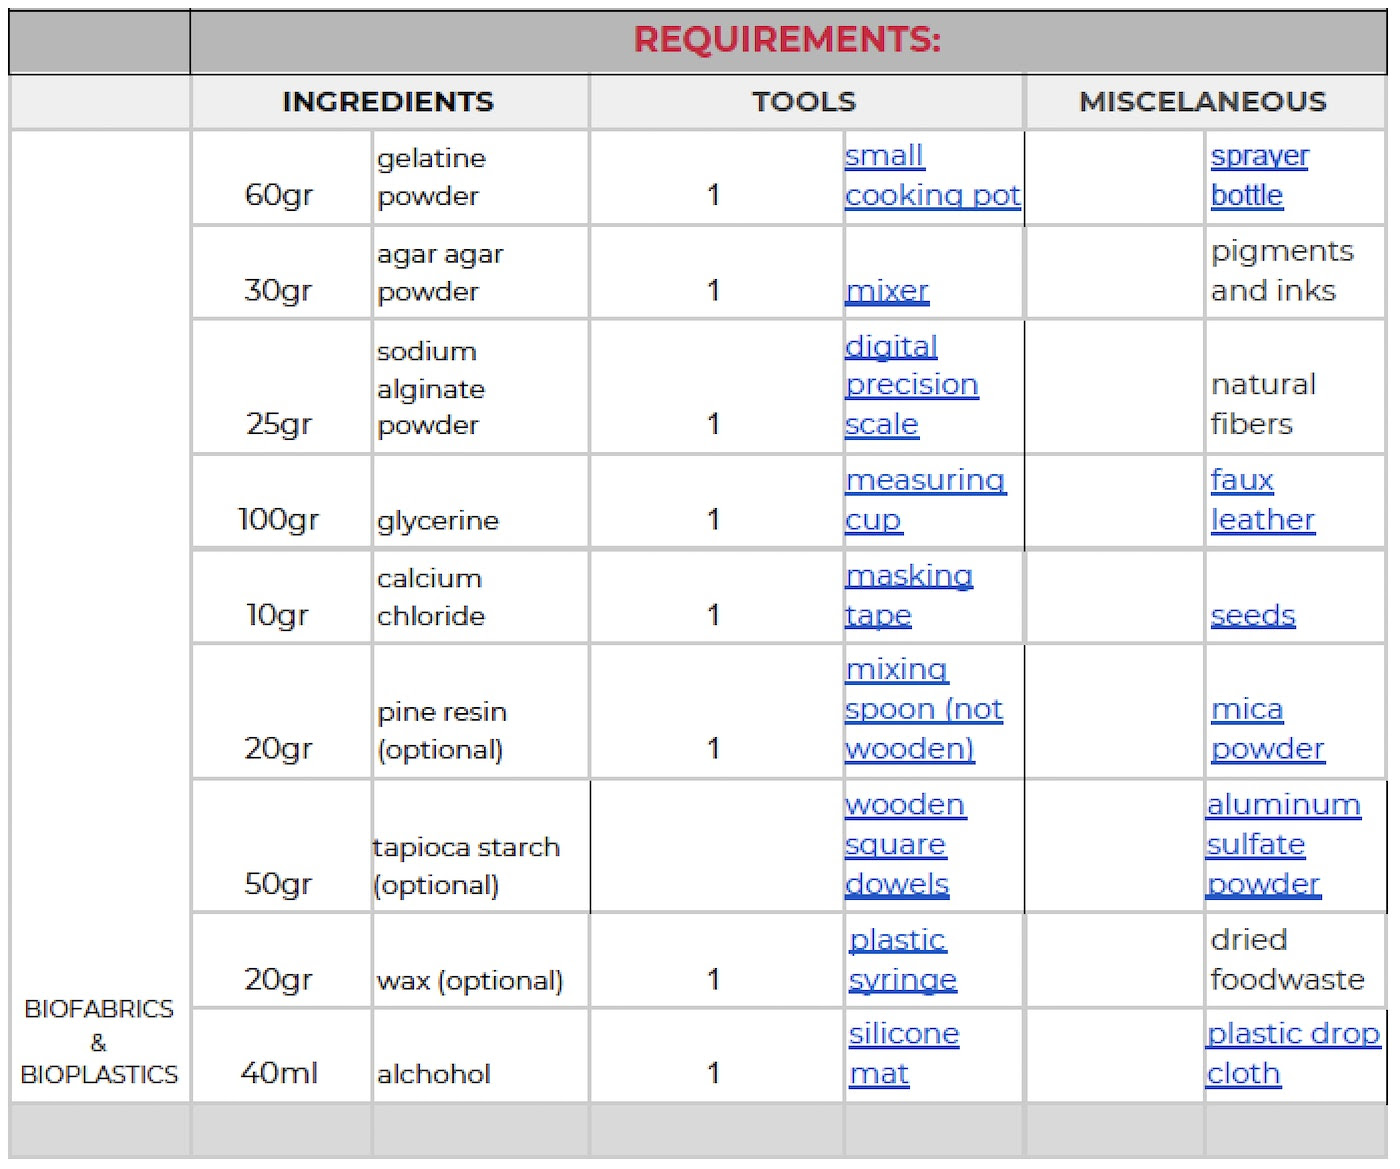 REQUIREMENTS:
INGREDIENTS TOOLS MISCELANEOUS
60gr gelatine powder 1 small cooking pot sprayer bottle
30gr agar agar powder 1 mixer pigments and inks
25gr sodium alginate powder 1 digital precision scale natural fibers
100gr glycerine 1 measuring cup faux leather
10gr calcium chloride 1 masking tape seeds
20gr pine resin (optional) 1 mixing spoon (not wooden) mica powder
50gr tapioca starch (optional) wooden square dowels aluminum sulfate powder
20gr wax (optional) 1 plastic syringe dried foodwaste
BIOFABRICS & BIOPLASTICS 40ml alchohol 1 silicone mat plastic drop cloth